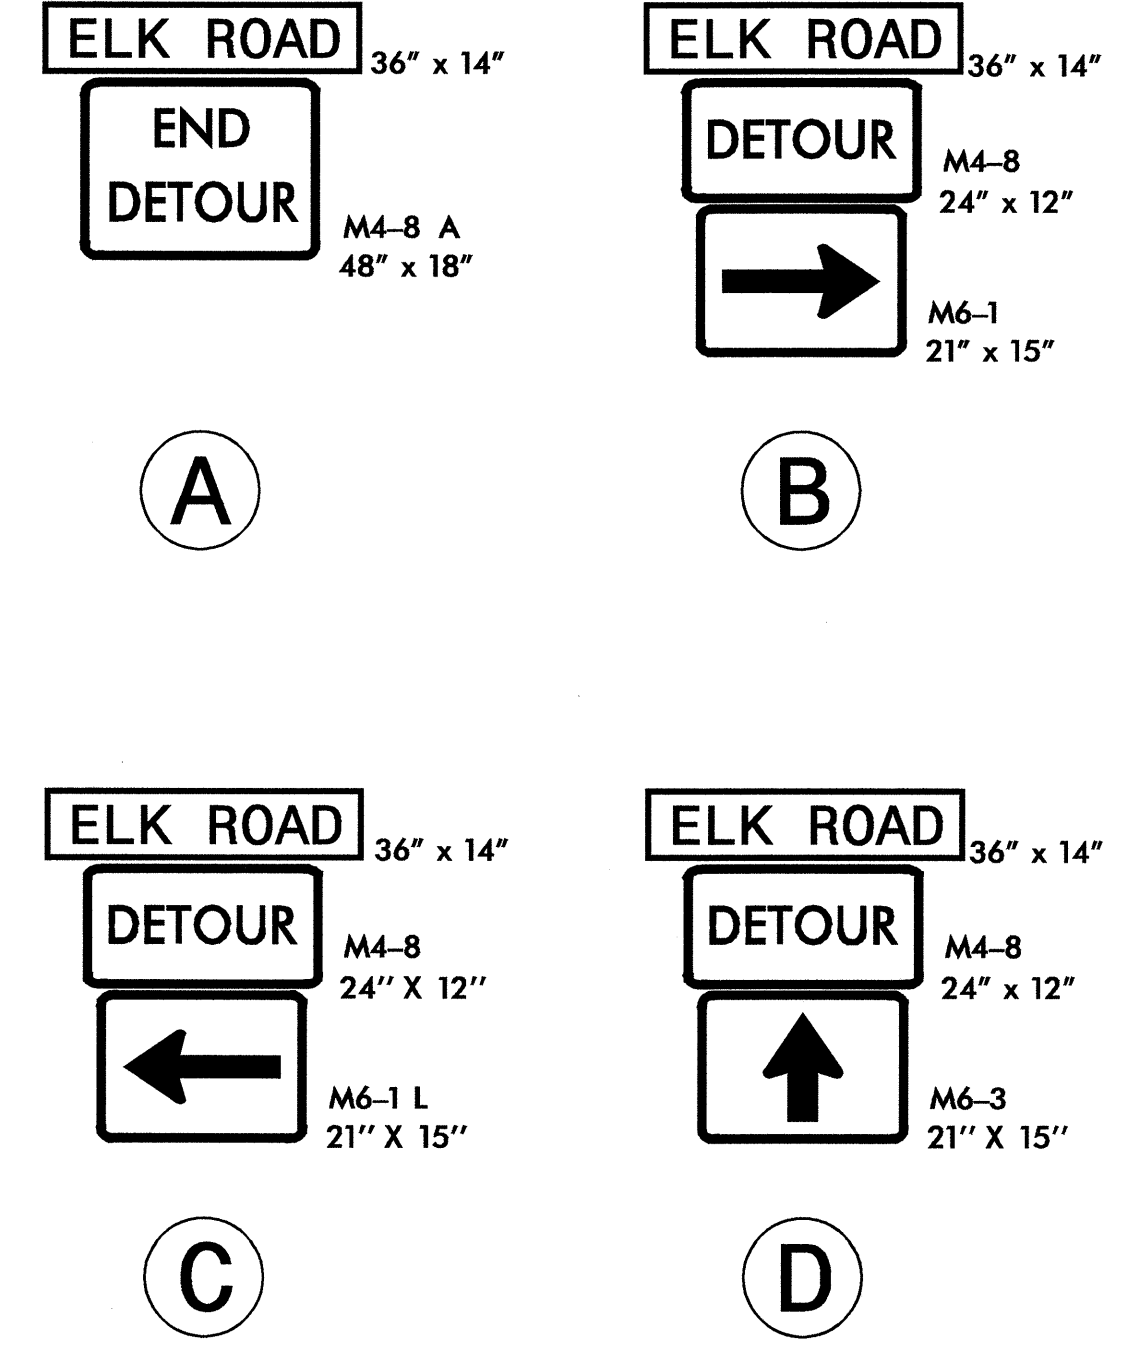 ELK ROAD
36" x 14"
END
DETOUR
M4-8 A
48" x 18"
A
ELK ROAD
36" x 14"
DETOUR
M4-8
24" x 12"
M6-1
21" x 15"
B
ELK ROAD
36" x 14"
DETOUR
M4-8
24'' X 12''
M6-1 L
21'' X 15''
C
ELK ROAD
36" x 14"
DETOUR
M4-8
24" x 12"
M6-3
21'' X 15''
D